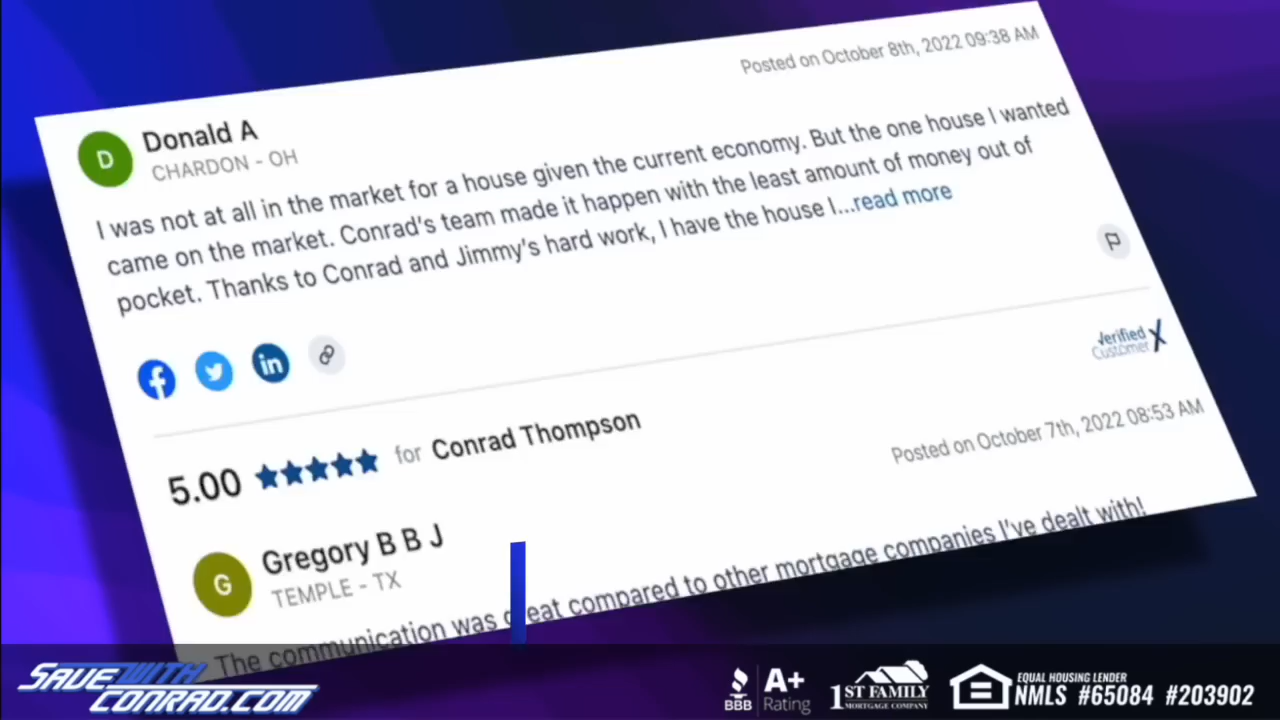 Posted on October 8th, 2022 09:38 AM
D
Donald A
CHARDON - OH
I was not at all in the market for a house given the current economy. But the one house I wanted
came on the market. Conrad's team made it happen with the least amount of money out of
pocket. Thanks to Conrad and Jimmy's hard work, I have the house I...read more
f
in
Verified
Customer X
5.00 for Conrad Thompson
Posted on October 7th, 2022 08:53 AM
G
Gregory B B J
TEMPLE - TX
The communication was great compared to other mortgage companies I've dealt with!
SAVE WITH
CONRAD.COM
BBB
A+
Rating
1ST FAMILY
MORTGAGE COMPANY
EQUAL HOUSING LENDER
NMLS #65084 #203902